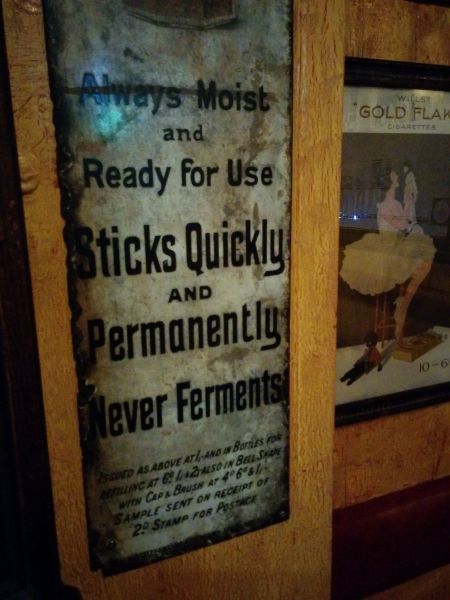 Always Moist
and
Ready for Use
Sticks Quickly
AND
Permanently
Never Ferments
ISSUED AS ABOVE AT 1/- AND IN BOTTLES FOR
REFILLING AT 6D 1/- & 2/- ALSO IN BELL SHAPE
WITH CAP & BRUSH AT 4D 6D & 1/-
SAMPLE SENT ON RECEIPT OF
2D STAMP FOR POSTAGE
WILLS'S
"GOLD FLAK
CIGARETTES
10-6